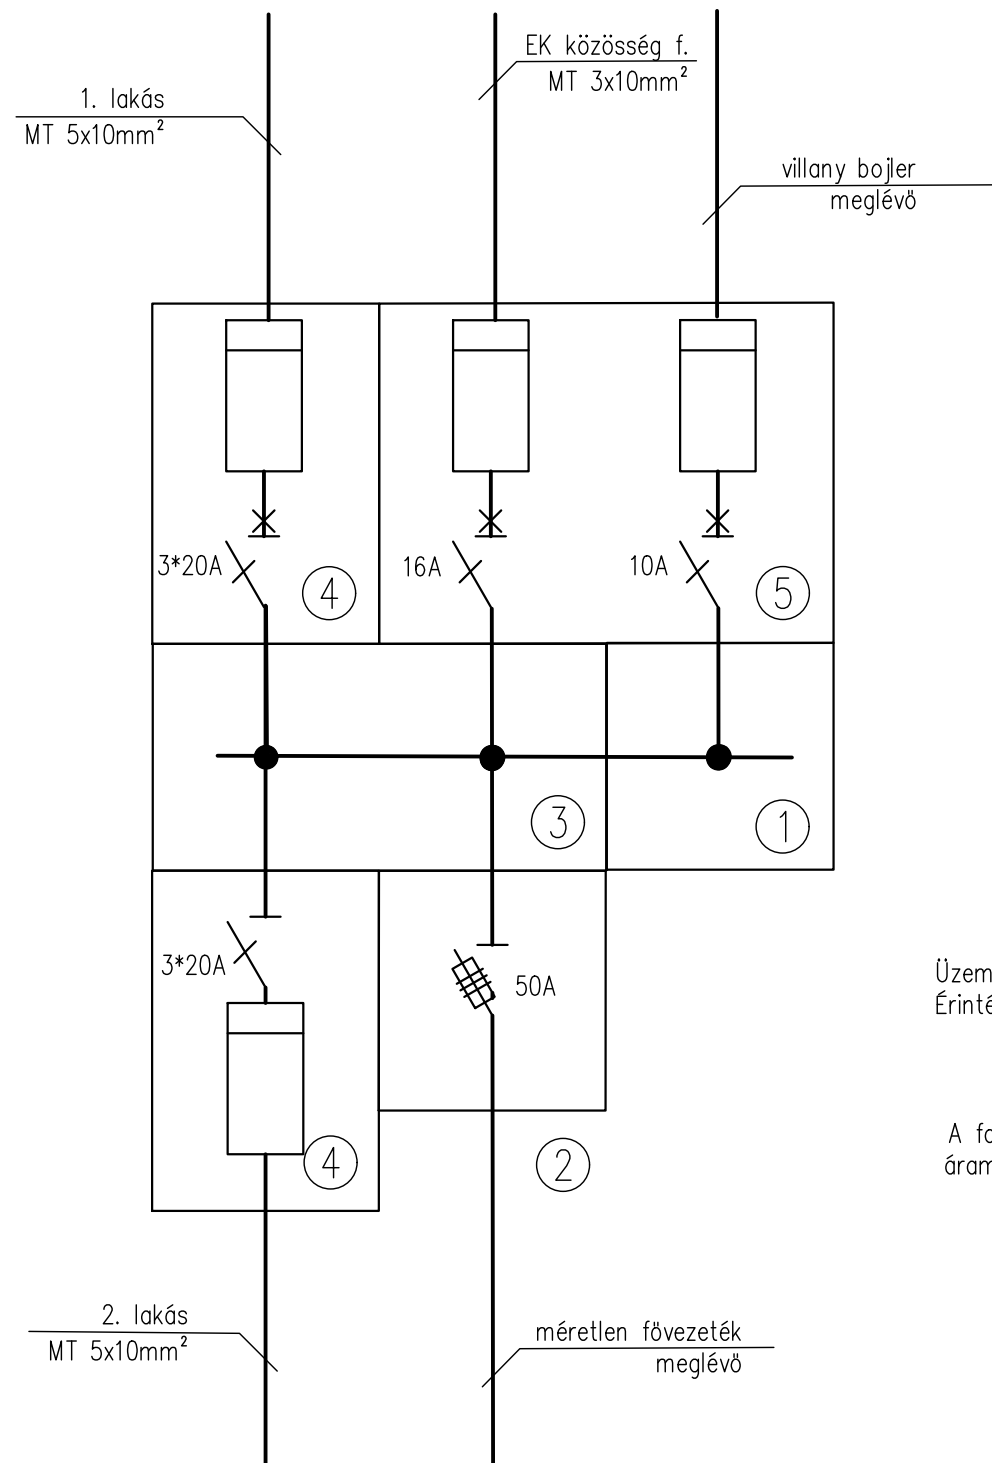 EK közösség f.
MT 3x10mm²
1. lakás
MT 5x10mm²
villany bojler
meglévö
3*20A
4
16A
10A
5
3
1
3*20A
50A
4
2
2. lakás
MT 5x10mm²
méretlen fövezeték
meglévö
A